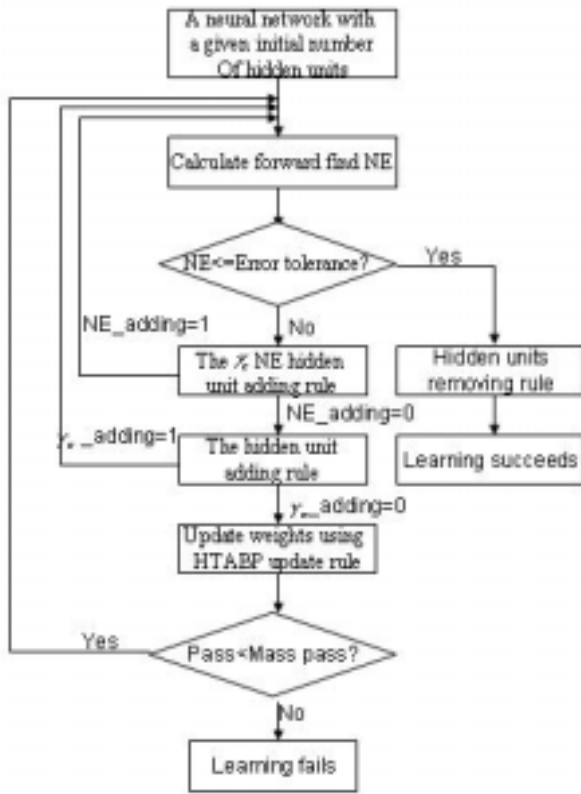 A neural network with
a given initial number
Of hidden units
Calculate forward find NE
NE<=Error tolerance?
Yes
NE_adding=1
No
The NE hidden
unit adding rule
Hidden units
removing rule
NE_adding=0
_adding=1
The hidden unit
adding rule
Learning succeeds
_adding=0
Update weights using
HTABP update rule
Yes
Pass<Mass pass?
No
Learning fails